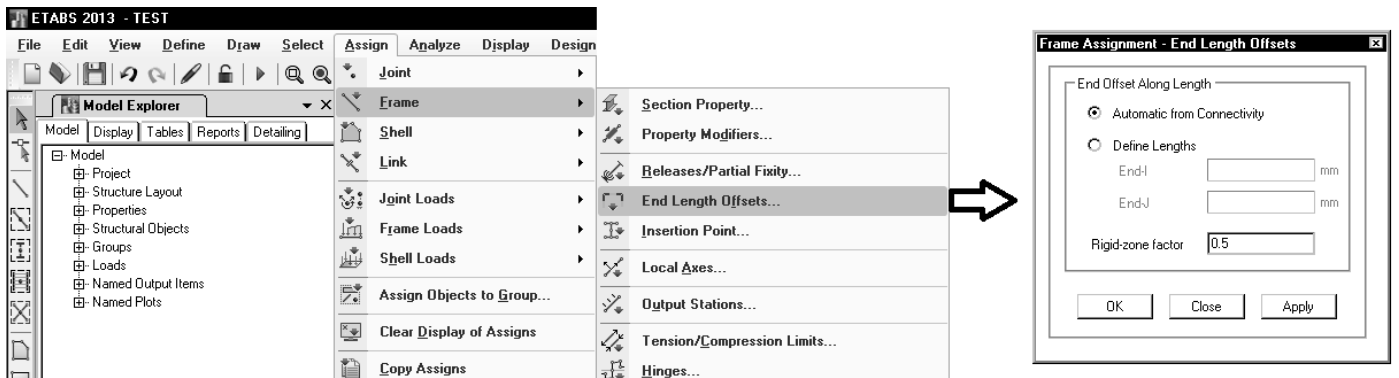 ETABS 2013 - TEST
File Edit View Define Draw Select Assign Analyze Display Design
Model Explorer
Model Display Tables Reports Detailing
Model
Project
Structure Layout
Properties
Structural Objects
Groups
Loads
Named Output Items
Named Plots
Joint
Frame
Shell
Link
Joint Loads
Frame Loads
Shell Loads
Assign Objects to Group...
Clear Display of Assigns
Copy Assigns
Section Property...
Property Modifiers...
Releases/Partial Fixity...
End Length Offsets...
Insertion Point...
Local Axes...
Output Stations...
Tension/Compression Limits...
Hinges...
Frame Assignment - End Length Offsets
End Offset Along Length
Automatic from Connectivity
Define Lengths
End-I mm
End-J mm
Rigid-zone factor 0.5
OK Close Apply